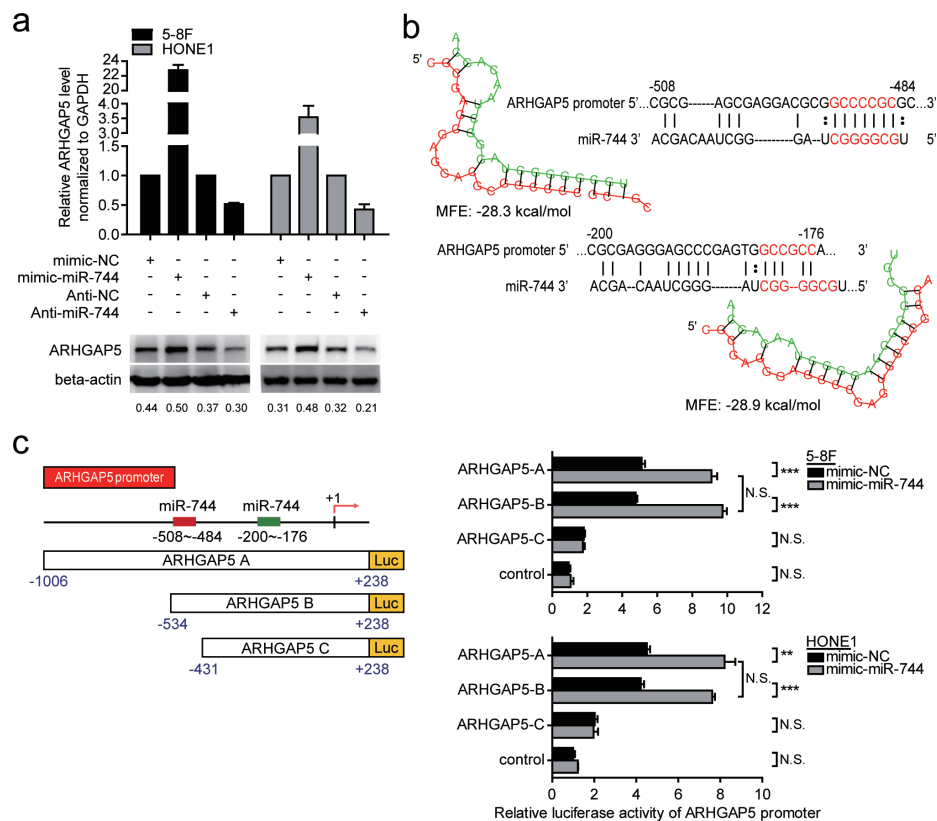 a
5-8F
HONE1
Relative ARHGAP5 level
normalized to GAPDH
24
22
20
4.0
3.5
3.0
2.5
1.0
0.5
0.0
mimic-NC + - - - + - - -
mimic-miR-744 - + - - - + - -
Anti-NC - - + - - - + -
Anti-miR-744 - - - + - - - +
ARHGAP5
beta-actin
0.44 0.50 0.37 0.30 0.31 0.48 0.32 0.21
b
5'
MFE: -28.3 kcal/mol
-508 -484
ARHGAP5 promoter 5'...CGCG------AGCGAGGACGCGGCCCCGCGC...3'
miR-744 3' ACGACAAUCGG---------GA--UCGGGGCGU 5'
-200 -176
ARHGAP5 promoter 5' ...CGCGAGGGAGCCCGAGTGGCCGCCA... 3'
miR-744 3' ACGA--CAAUCGGG------AUCGG--GGCGU...5'
5'
MFE: -28.9 kcal/mol
c
ARHGAP5 promoter
miR-744 miR-744 +1
-508~-484 -200~-176
ARHGAP5 A Luc
-1006 +238
ARHGAP5 B Luc
-534 +238
ARHGAP5 C Luc
-431 +238
5-8F
mimic-NC
mimic-miR-744
ARHGAP5-A ***
N.S.
ARHGAP5-B ***
ARHGAP5-C N.S.
control N.S.
0 2 4 6 8 10 12
HONE1
mimic-NC
mimic-miR-744
ARHGAP5-A **
N.S.
ARHGAP5-B ***
ARHGAP5-C N.S.
control N.S.
0 2 4 6 8 10
Relative luciferase activity of ARHGAP5 promoter